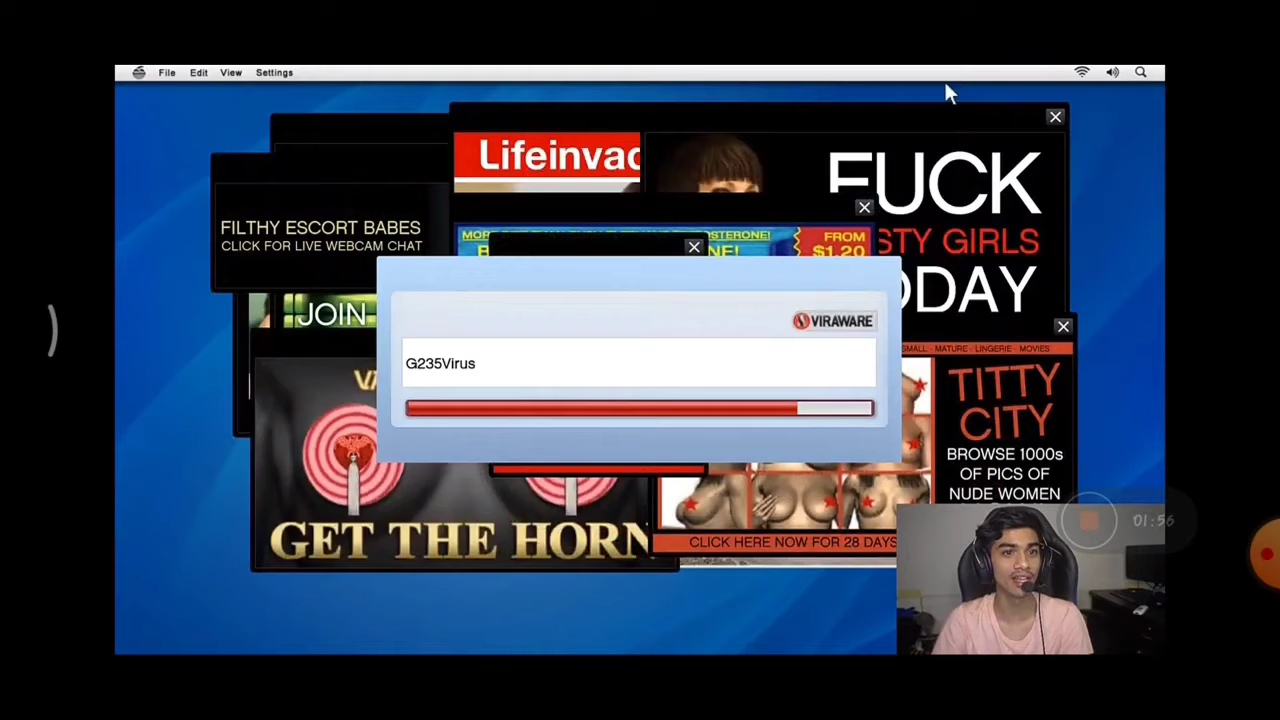 File Edit View Settings
Lifeinvad
FUCK
STY GIRLS
ODAY
FILTHY ESCORT BABES
CLICK FOR LIVE WEBCAM CHAT
FROM
$1.20
JOIN
VIRAWARE
G235Virus
SMALL - MATURE - LINGERIE - MOVIES
TITTY
CITY
BROWSE 1000s
OF PICS OF
NUDE WOMEN
GET THE HORN
CLICK HERE NOW FOR 28 DAYS
01:56